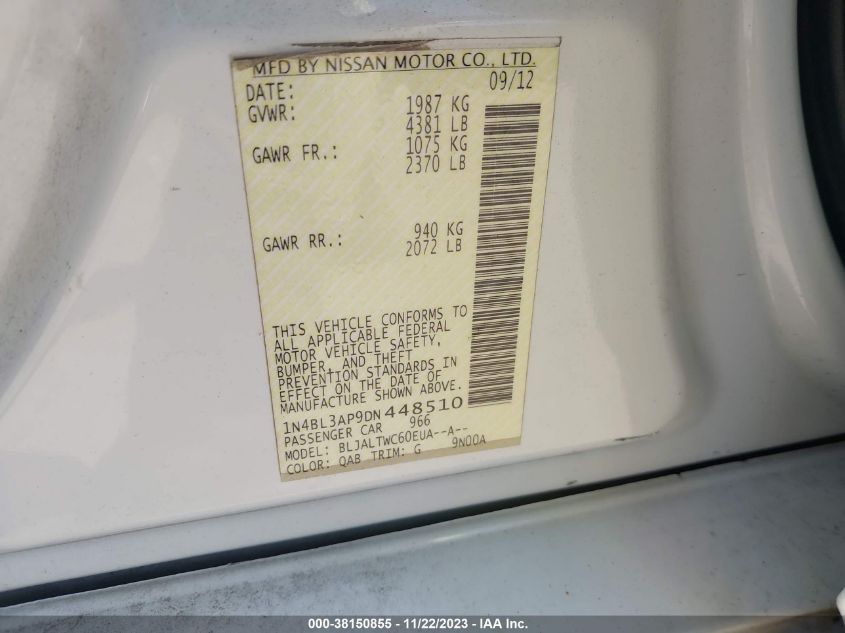 MFD BY NISSAN MOTOR CO., LTD.
DATE: 09/12
GVWR: 1987 KG
4381 LB
GAWR FR.: 1075 KG
2370 LB
GAWR RR.: 940 KG
2072 LB
THIS VEHICLE CONFORMS TO
ALL APPLICABLE FEDERAL
MOTOR VEHICLE SAFETY,
BUMPER, AND THEFT
PREVENTION STANDARDS IN
EFFECT ON THE DATE OF
MANUFACTURE SHOWN ABOVE.
1N4BL3AP9DN448510
PASSENGER CAR 966
MODEL: BLJALTWC60EUA--A--
COLOR: QAB TRIM: G 9N00A
000-38150855 - 11/22/2023 - IAA Inc.